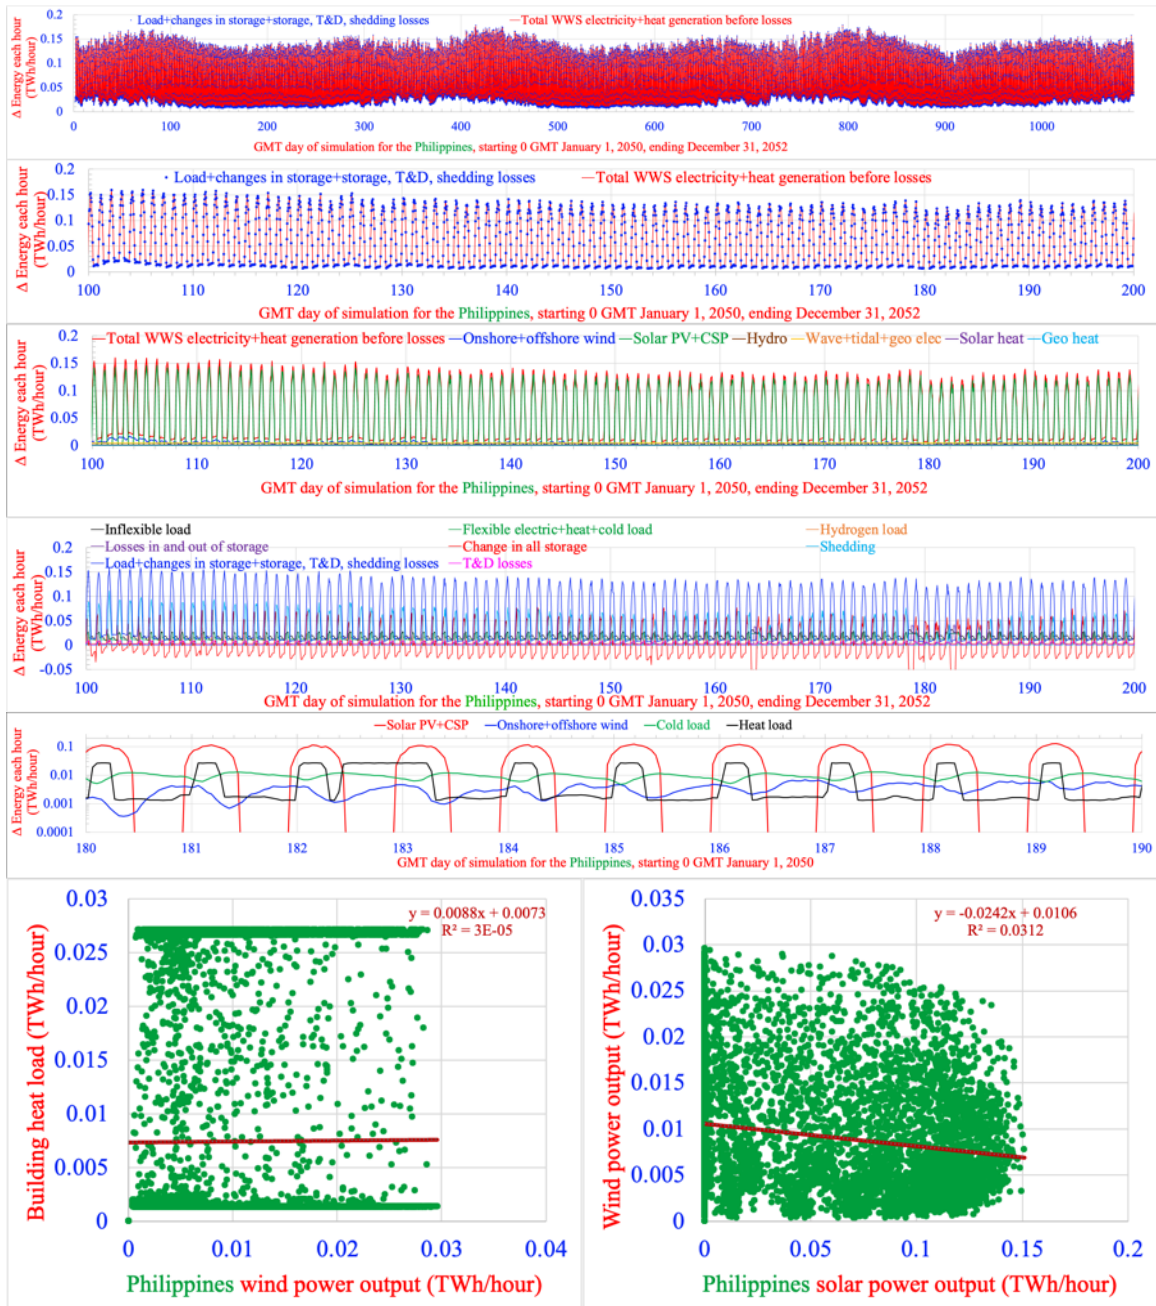 Load+changes in storage+storage, T&D, shedding losses
Total WWS electricity+heat generation before losses
Δ Energy each hour
(TWh/hour)
0.2
0.15
0.1
0.05
0
0 100 200 300 400 500 600 700 800 900 1000
GMT day of simulation for the Philippines, starting 0 GMT January 1, 2050, ending December 31, 2052
Load+changes in storage+storage, T&D, shedding losses
Total WWS electricity+heat generation before losses
Δ Energy each hour
(TWh/hour)
0.2
0.15
0.1
0.05
0
100 110 120 130 140 150 160 170 180 190 200
GMT day of simulation for the Philippines, starting 0 GMT January 1, 2050, ending December 31, 2052
Total WWS electricity+heat generation before losses Onshore+offshore wind Solar PV+CSP Hydro Wave+tidal+geo elec Solar heat Geo heat
Δ Energy each hour
(TWh/hour)
0.2
0.15
0.1
0.05
0
100 110 120 130 140 150 160 170 180 190 200
GMT day of simulation for the Philippines, starting 0 GMT January 1, 2050, ending December 31, 2052
Inflexible load Flexible electric+heat+cold load Hydrogen load
Losses in and out of storage Change in all storage Shedding
Load+changes in storage+storage, T&D, shedding losses T&D losses
Δ Energy each hour
(TWh/hour)
0.2
0.15
0.1
0.05
0
-0.05
100 110 120 130 140 150 160 170 180 190 200
GMT day of simulation for the Philippines, starting 0 GMT January 1, 2050, ending December 31, 2052
Solar PV+CSP Onshore+offshore wind Cold load Heat load
Δ Energy each hour
(TWh/hour)
0.1
0.01
0.001
0.0001
180 181 182 183 184 185 186 187 188 189 190
GMT day of simulation for the Philippines, starting 0 GMT January 1, 2050
Building heat load (TWh/hour)
0.03
0.025
0.02
0.015
0.01
0.005
0
y = 0.0088x + 0.0073
R² = 3E-05
0 0.01 0.02 0.03 0.04
Philippines wind power output (TWh/hour)
Wind power output (TWh/hour)
0.035
0.03
0.025
0.02
0.015
0.01
0.005
0
y = -0.0242x + 0.0106
R² = 0.0312
0 0.05 0.1 0.15 0.2
Philippines solar power output (TWh/hour)